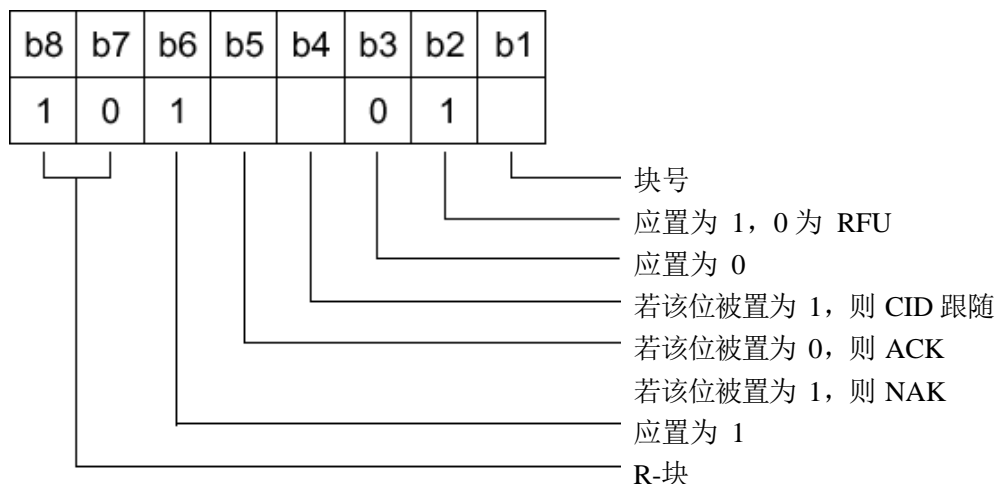 b8 b7 b6 b5 b4 b3 b2 b1
1 0 1 0 1
块号
应置为 1，0 为 RFU
应置为 0
若该位被置为 1，则 CID 跟随
若该位被置为 0，则 ACK
若该位被置为 1，则 NAK
应置为 1
R-块